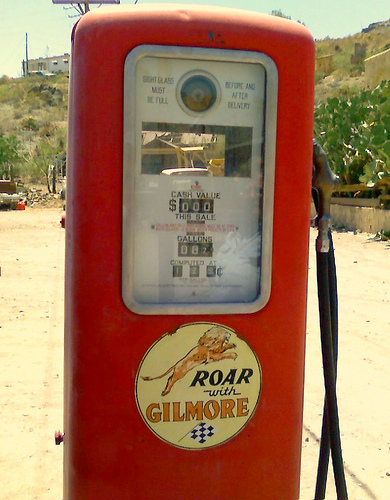 SIGHT GLASS
MUST
BE FULL
BEFORE AND
AFTER
DELIVERY
CASH VALUE
$
THIS SALE
GALLONS
COMPUTED AT
¢
ROAR
with
GILMORE